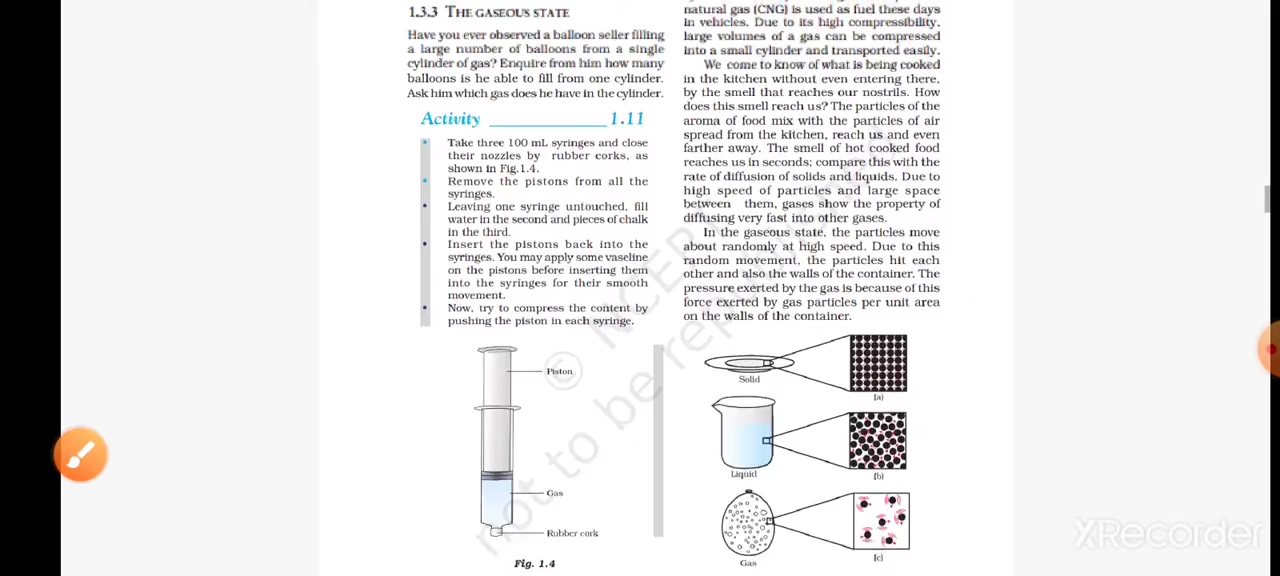 1.3.3 THE GASEOUS STATE
Have you ever observed a balloon seller filling
a large number of balloons from a single
cylinder of gas? Enquire from him how many
balloons is he able to fill from one cylinder.
Ask him which gas does he have in the cylinder.
Activity ____________ 1.11
• Take three 100 mL syringes and close
their nozzles by rubber corks, as
shown in Fig.1.4.
• Remove the pistons from all the
syringes.
• Leaving one syringe untouched, fill
water in the second and pieces of chalk
in the third.
• Insert the pistons back into the
syringes. You may apply some vaseline
on the pistons before inserting them
into the syringes for their smooth
movement.
• Now, try to compress the content by
pushing the piston in each syringe.
Piston
Gas
Rubber cork
Fig. 1.4
natural gas (CNG) is used as fuel these days
in vehicles. Due to its high compressibility,
large volumes of a gas can be compressed
into a small cylinder and transported easily.
We come to know of what is being cooked
in the kitchen without even entering there,
by the smell that reaches our nostrils. How
does this smell reach us? The particles of the
aroma of food mix with the particles of air
spread from the kitchen, reach us and even
farther away. The smell of hot cooked food
reaches us in seconds; compare this with the
rate of diffusion of solids and liquids. Due to
high speed of particles and large space
between them, gases show the property of
diffusing very fast into other gases.
In the gaseous state, the particles move
about randomly at high speed. Due to this
random movement, the particles hit each
other and also the walls of the container. The
pressure exerted by the gas is because of this
force exerted by gas particles per unit area
on the walls of the container.
Solid
(a)
Liquid
(b)
Gas
(c)
© NCERT
not to be republished
XRecorder